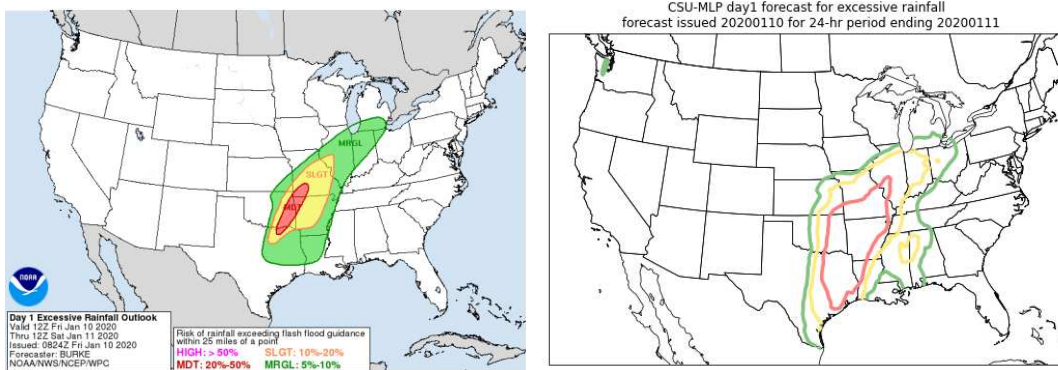 MRGL
SLGT
MDT
NOAA
Day 1 Excessive Rainfall Outlook
Valid 12Z Fri Jan 10 2020
Thru 12Z Sat Jan 11 2020
Issued: 0824Z Fri Jan 10 2020
Forecaster: BURKE
NOAA/NWS/NCEP/WPC
Risk of rainfall exceeding flash flood guidance
within 25 miles of a point
HIGH: > 50% SLGT: 10%-20%
MDT: 20%-50% MRGL: 5%-10%
CSU-MLP day1 forecast for excessive rainfall
forecast issued 20200110 for 24-hr period ending 20200111